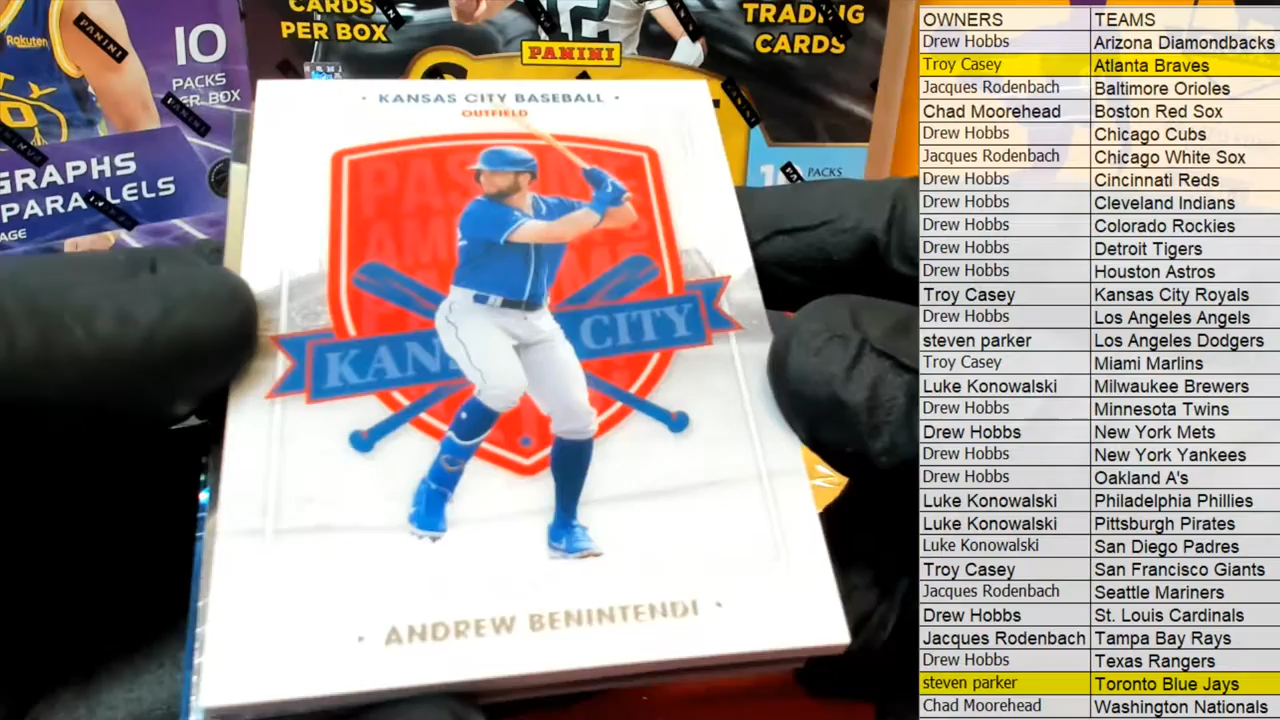 CARDS
PER BOX
TRADING
CARDS
PANINI
Rakuten
PANINI
10
PACKS
PER BOX
GRAPHS
PARALLELS
PACKS
· KANSAS CITY BASEBALL ·
OUTFIELD
KANS CITY
· ANDREW BENINTENDI ·
OWNERS TEAMS
Drew Hobbs Arizona Diamondbacks
Troy Casey Atlanta Braves
Jacques Rodenbach Baltimore Orioles
Chad Moorehead Boston Red Sox
Drew Hobbs Chicago Cubs
Jacques Rodenbach Chicago White Sox
Drew Hobbs Cincinnati Reds
Drew Hobbs Cleveland Indians
Drew Hobbs Colorado Rockies
Drew Hobbs Detroit Tigers
Drew Hobbs Houston Astros
Troy Casey Kansas City Royals
Drew Hobbs Los Angeles Angels
steven parker Los Angeles Dodgers
Troy Casey Miami Marlins
Luke Konowalski Milwaukee Brewers
Drew Hobbs Minnesota Twins
Drew Hobbs New York Mets
Drew Hobbs New York Yankees
Drew Hobbs Oakland A's
Luke Konowalski Philadelphia Phillies
Luke Konowalski Pittsburgh Pirates
Luke Konowalski San Diego Padres
Troy Casey San Francisco Giants
Jacques Rodenbach Seattle Mariners
Drew Hobbs St. Louis Cardinals
Jacques Rodenbach Tampa Bay Rays
Drew Hobbs Texas Rangers
steven parker Toronto Blue Jays
Chad Moorehead Washington Nationals